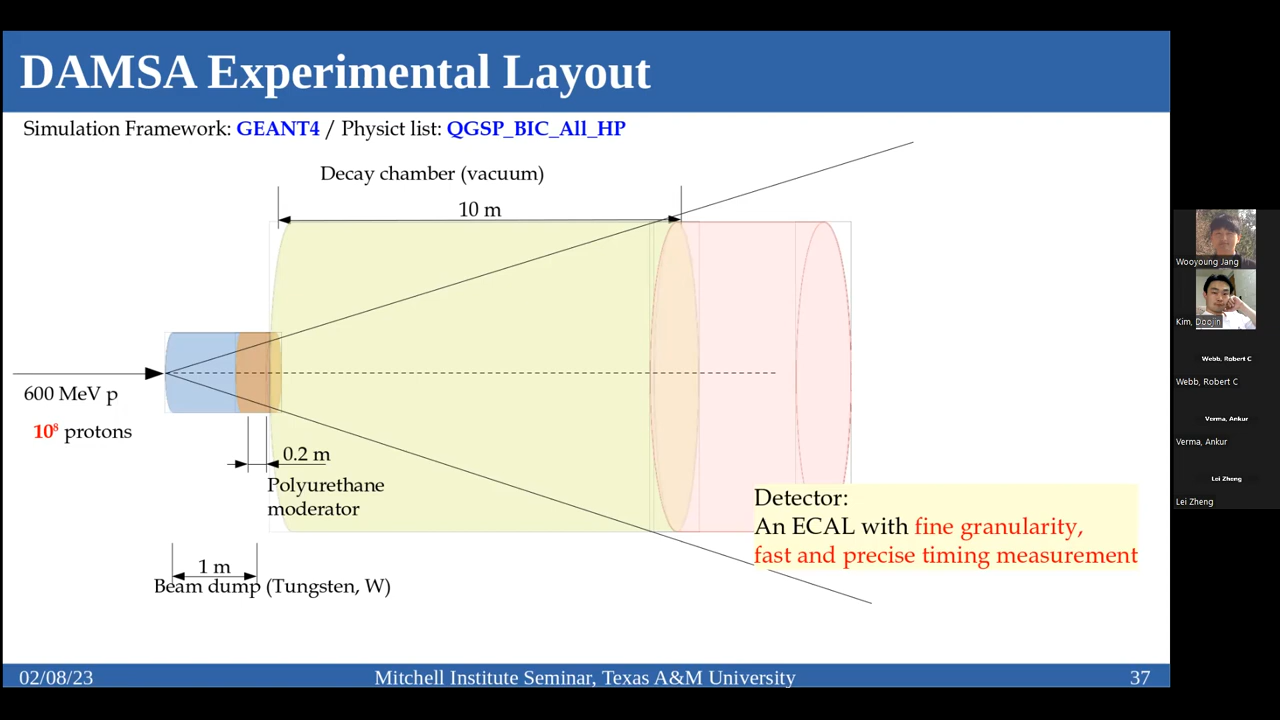 DAMSA Experimental Layout
Simulation Framework: GEANT4 / Physict list: QGSP_BIC_All_HP
Decay chamber (vacuum)
10 m
600 MeV p
10⁸ protons
0.2 m
Polyurethane
moderator
1 m
Beam dump (Tungsten, W)
Detector:
An ECAL with fine granularity,
fast and precise timing measurement
02/08/23
Mitchell Institute Seminar, Texas A&M University
37
Wooyoung Jang
Kim, Doojin
Webb, Robert C
Webb, Robert C
Verma, Ankur
Verma, Ankur
Lei Zheng
Lei Zheng